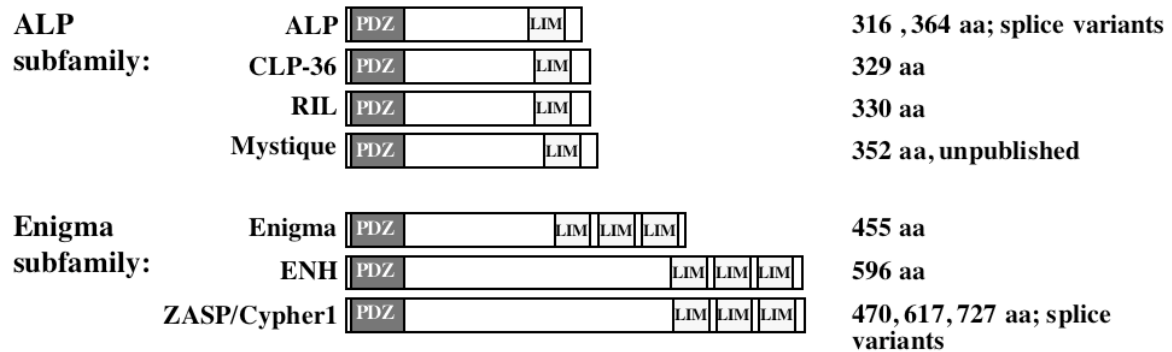 ALP subfamily:
ALP PDZ LIM 316 , 364 aa; splice variants
CLP-36 PDZ LIM 329 aa
RIL PDZ LIM 330 aa
Mystique PDZ LIM 352 aa, unpublished
Enigma subfamily:
Enigma PDZ LIM LIM LIM 455 aa
ENH PDZ LIM LIM LIM 596 aa
ZASP/Cypher1 PDZ LIM LIM LIM 470, 617, 727 aa; splice
variants